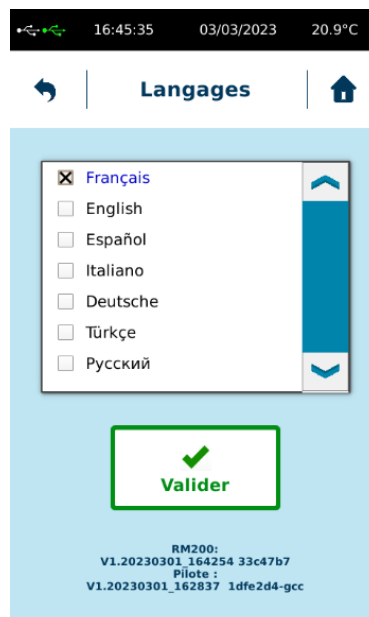 16:45:35 03/03/2023 20.9°C
Langages
Français
English
Español
Italiano
Deutsche
Türkçe
Русский
Valider
RM200:
V1.20230301_164254 33c47b7
Pilote :
V1.20230301_162837 1dfe2d4-gcc